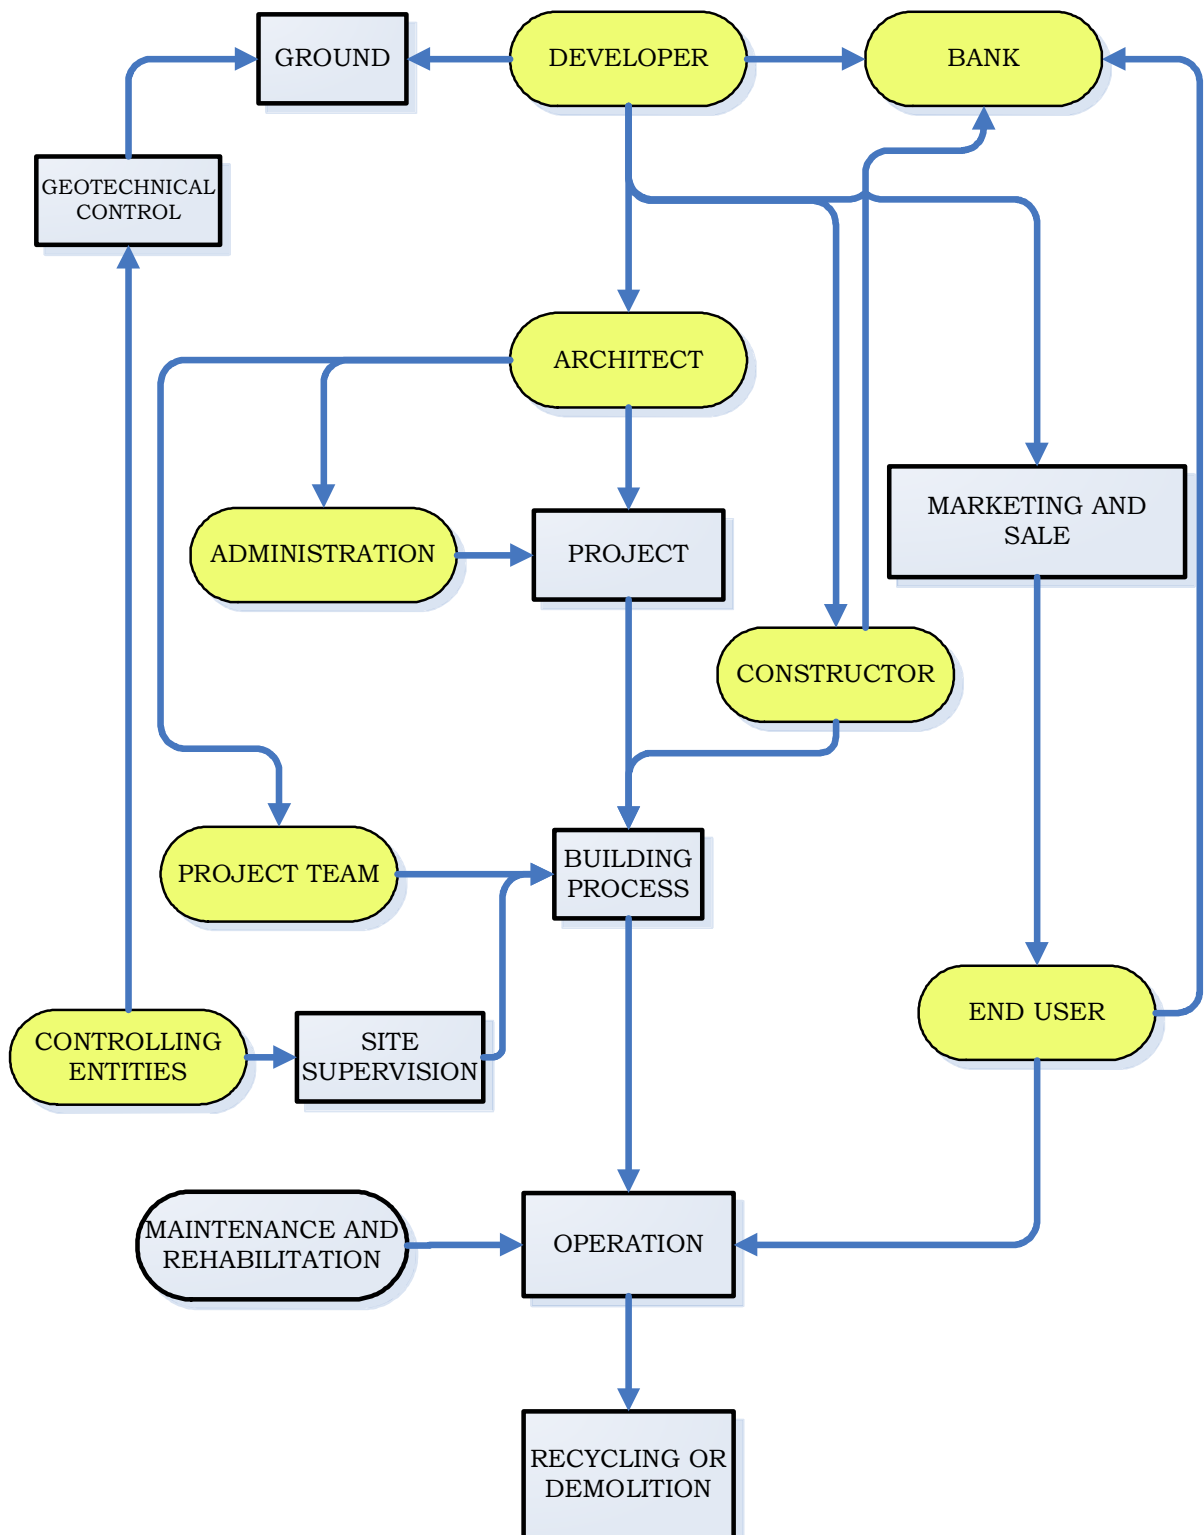 GROUND
DEVELOPER
BANK
GEOTECHNICAL
CONTROL
ARCHITECT
MARKETING AND
SALE
ADMINISTRATION
PROJECT
CONSTRUCTOR
PROJECT TEAM
BUILDING
PROCESS
END USER
CONTROLLING
ENTITIES
SITE
SUPERVISION
MAINTENANCE AND
REHABILITATION
OPERATION
RECYCLING OR
DEMOLITION